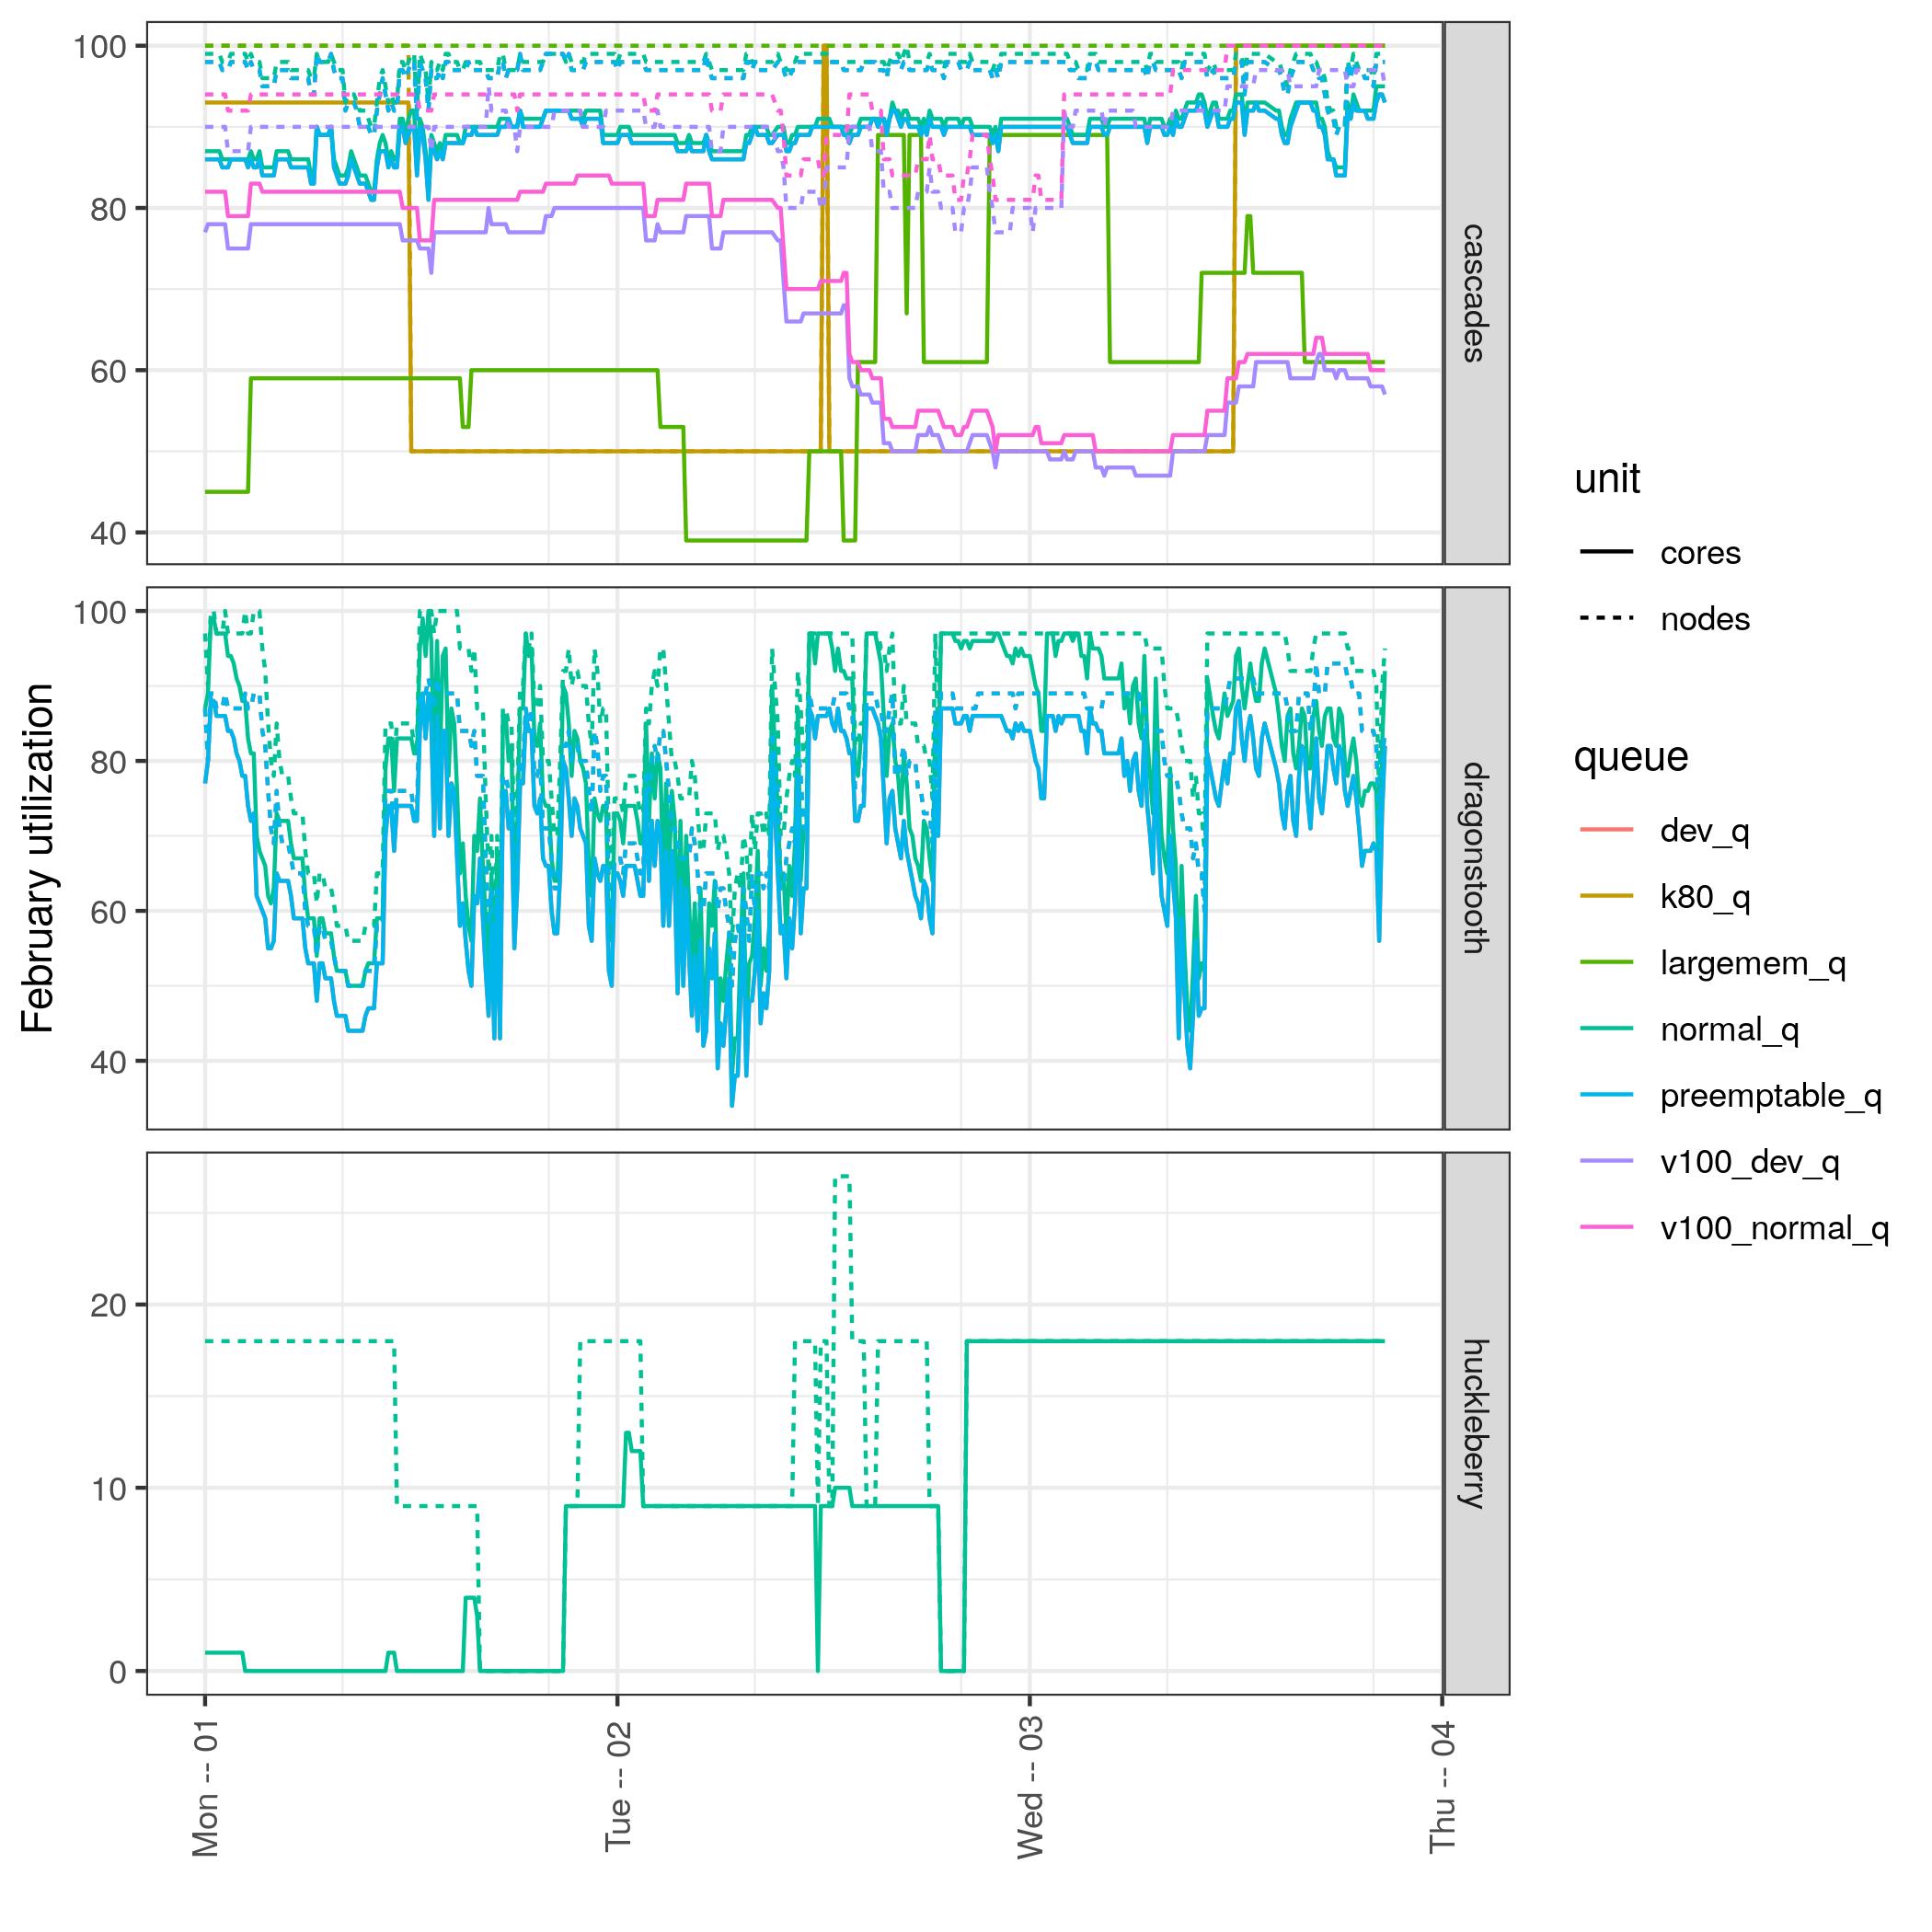 February utilization
100
80
60
40
cascades
100
80
60
40
dragonstooth
20
10
0
huckleberry
Mon -- 01
Tue -- 02
Wed -- 03
Thu -- 04
unit
cores
nodes
queue
dev_q
k80_q
largemem_q
normal_q
preemptable_q
v100_dev_q
v100_normal_q